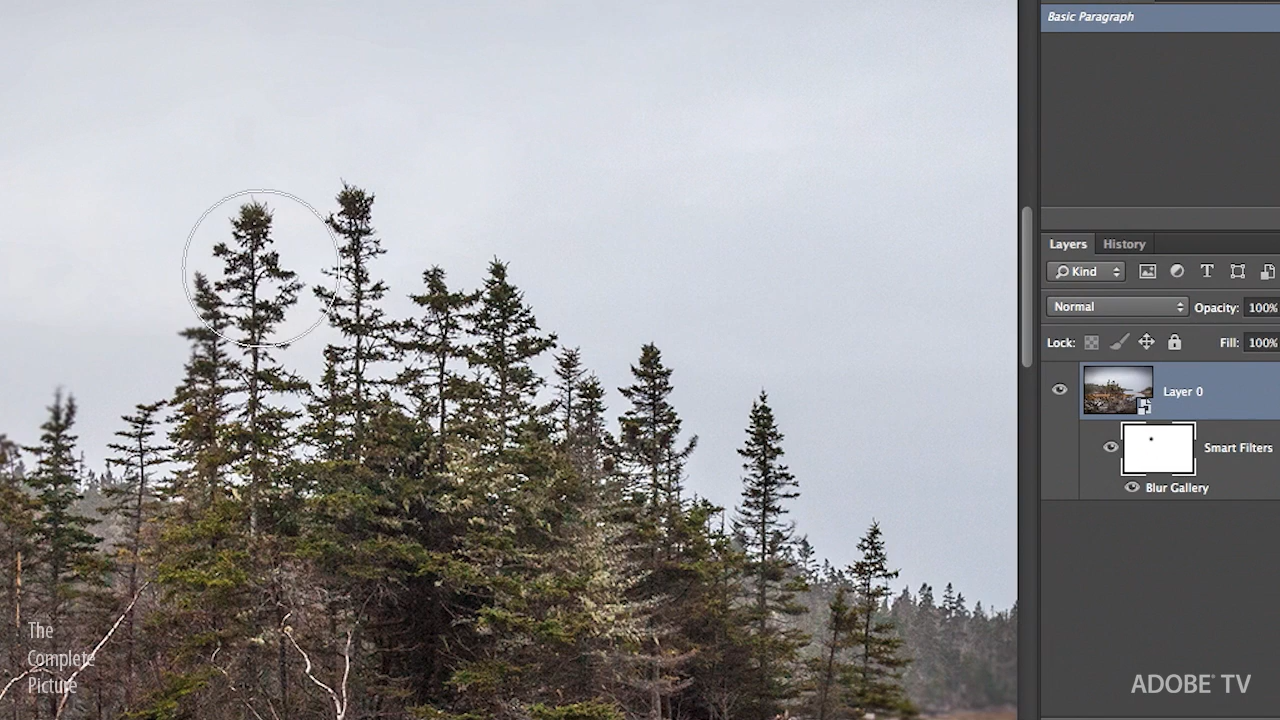 Basic Paragraph
Layers History
Kind
Normal Opacity: 100%
Lock: Fill: 100%
Layer 0
Smart Filters
Blur Gallery
The
Complete
Picture
ADOBE® TV